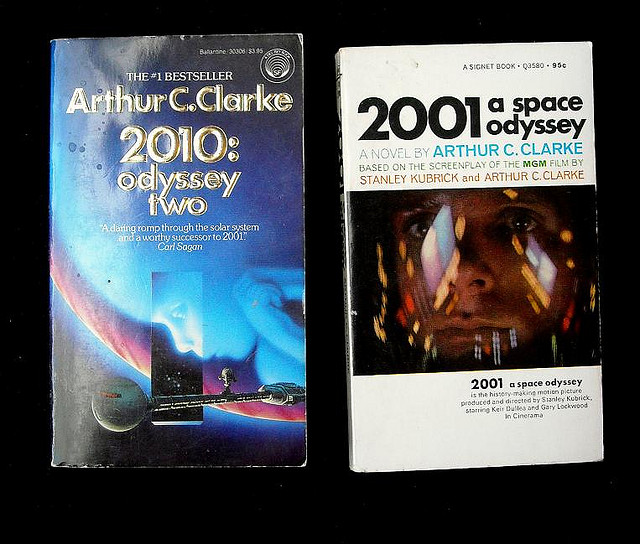 Ballantine 30306/$3.95
THE #1 BESTSELLER
Arthur C. Clarke
2010:
odyssey
two
"A daring romp through the solar system
and a worthy successor to 2001."
Carl Sagan
A SIGNET BOOK • Q3580 • 95c
2001 a space
odyssey
A NOVEL BY ARTHUR C. CLARKE
BASED ON THE SCREENPLAY OF THE MGM FILM BY
STANLEY KUBRICK and ARTHUR C. CLARKE
2001 a space odyssey
is the history-making motion picture
produced and directed by Stanley Kubrick,
starring Keir Dullea and Gary Lockwood
in Cinerama